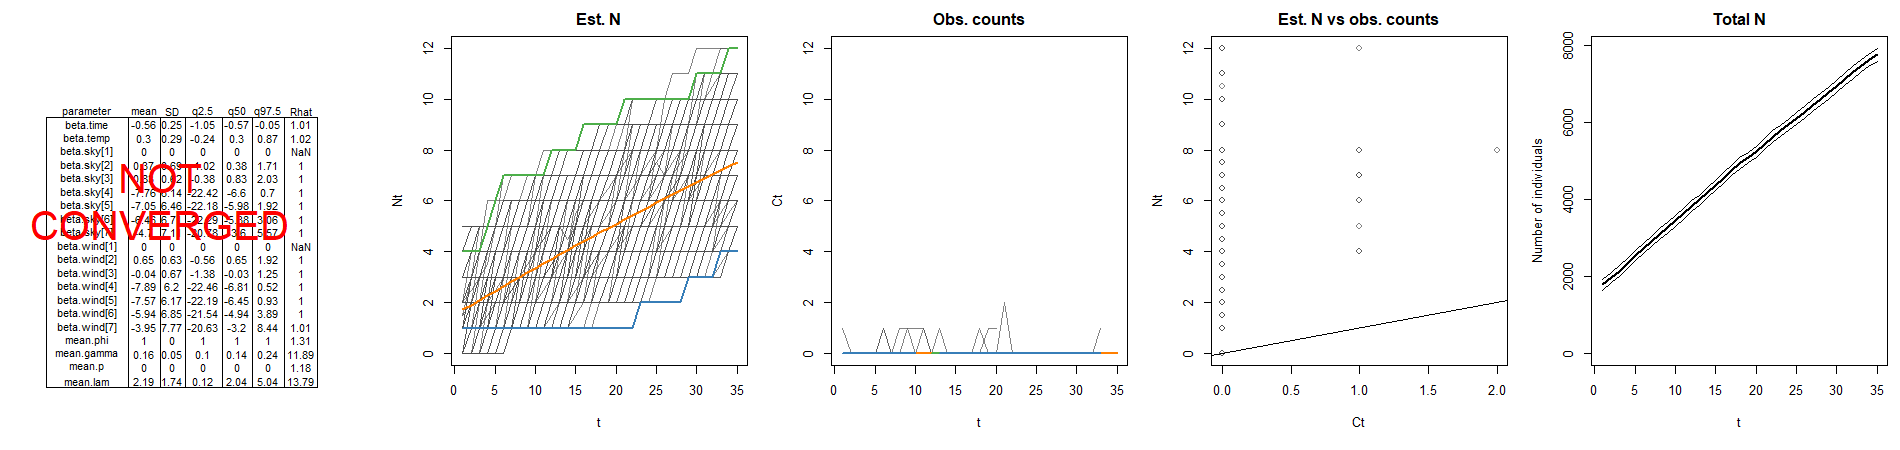 parameter mean SD q2.5 q50 q97.5 Rhat
beta.time -0.56 0.25 -1.05 -0.57 -0.05 1.01
beta.temp 0.3 0.29 -0.24 0.3 0.87 1.02
beta.sky[1] 0 0 0 0 0 NaN
beta.sky[2] 0.37 0.69 -1.02 0.38 1.71 1
beta.sky[3] -0.38 0.83 2.03 1
beta.sky[4] -7.76 6.14 -22.42 -6.6 0.7 1
beta.sky[5] -7.05 6.46 -22.18 -5.98 1.92 1
beta.sky[6] 3.06 1
beta.sky[7] 5.57 1
beta.wind[1] 0 0 0 0 0 NaN
beta.wind[2] 0.65 0.63 -0.56 0.65 1.92 1
beta.wind[3] -0.04 0.67 -1.38 -0.03 1.25 1
beta.wind[4] -7.89 6.2 -22.46 -6.81 0.52 1
beta.wind[5] -7.57 6.17 -22.19 -6.45 0.93 1
beta.wind[6] -5.94 6.85 -21.54 -4.94 3.89 1
beta.wind[7] -3.95 7.77 -20.63 -3.2 8.44 1.01
mean.phi 1 0 1 1 1 1.31
mean.gamma 0.16 0.05 0.1 0.14 0.24 11.89
mean.p 0 0 0 0 0 1.18
mean.lam 2.19 1.74 0.12 2.04 5.04 13.79
NOT
CONVERGED
Est. N
Nt
12
10
8
6
4
2
0
0 5 10 15 20 25 30 35
t
Obs. counts
Ct
12
10
8
6
4
2
0
0 5 10 15 20 25 30 35
t
Est. N vs obs. counts
Nt
12
10
8
6
4
2
0
0.0 0.5 1.0 1.5 2.0
Ct
Total N
Number of individuals
8000
6000
4000
2000
0
0 5 10 15 20 25 30 35
t